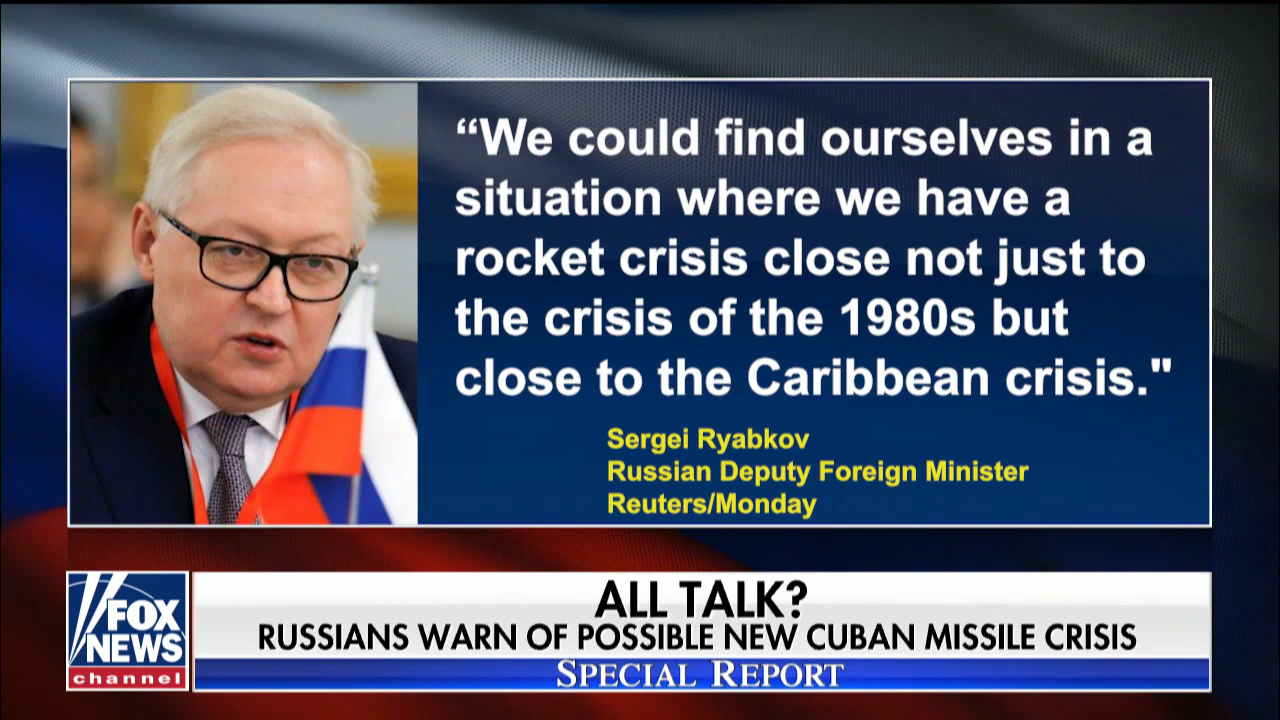 “We could find ourselves in a
situation where we have a
rocket crisis close not just to
the crisis of the 1980s but
close to the Caribbean crisis."
Sergei Ryabkov
Russian Deputy Foreign Minister
Reuters/Monday
FOX
NEWS
channel
ALL TALK?
RUSSIANS WARN OF POSSIBLE NEW CUBAN MISSILE CRISIS
SPECIAL REPORT